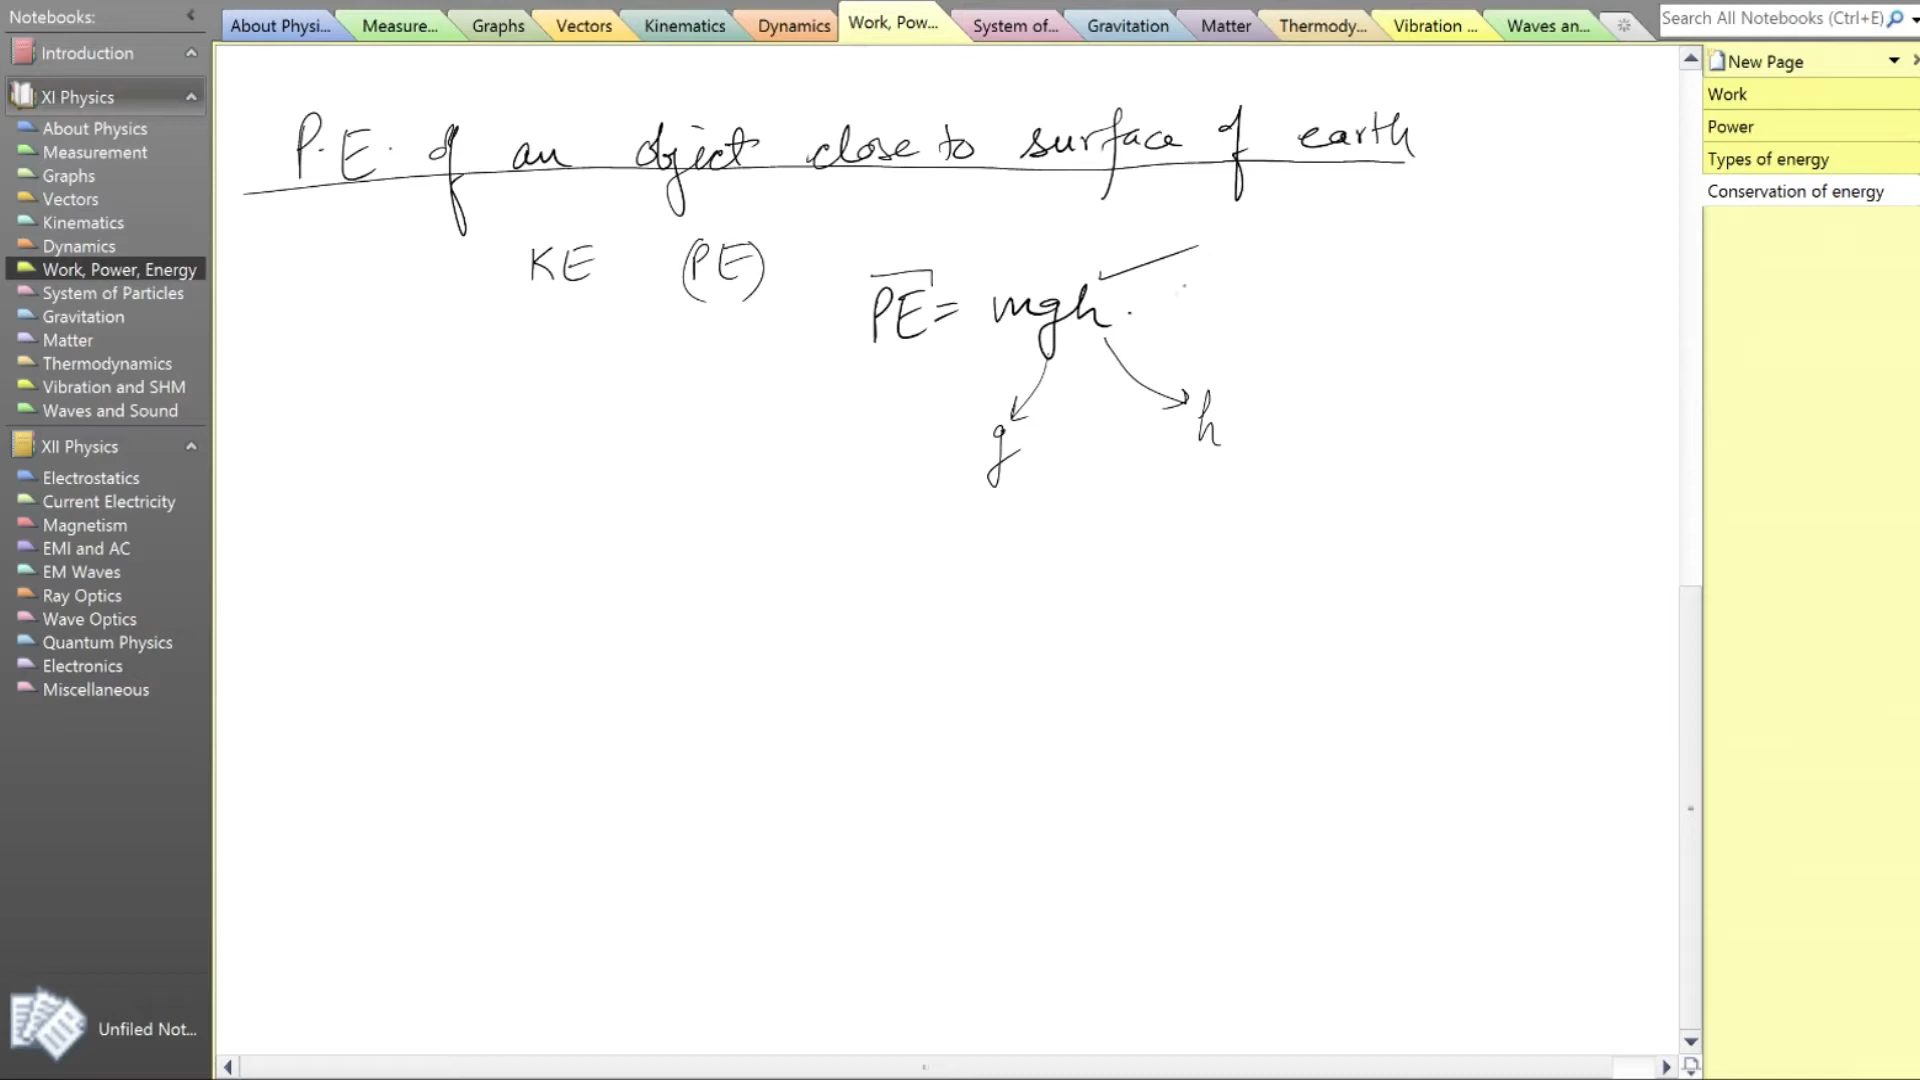 Notebooks:
Introduction
XI Physics
About Physics
Measurement
Graphs
Vectors
Kinematics
Dynamics
Work, Power, Energy
System of Particles
Gravitation
Matter
Thermodynamics
Vibration and SHM
Waves and Sound
XII Physics
Electrostatics
Current Electricity
Magnetism
EMI and AC
EM Waves
Ray Optics
Wave Optics
Quantum Physics
Electronics
Miscellaneous
Unfiled Not...
About Physi... Measure... Graphs Vectors Kinematics Dynamics Work, Pow... System of... Gravitation Matter Thermody... Vibration ... Waves an...
Search All Notebooks (Ctrl+E)
P.E. of an object close to surface of earth
KE (PE)
PE = mgh.
g h
New Page
Work
Power
Types of energy
Conservation of energy